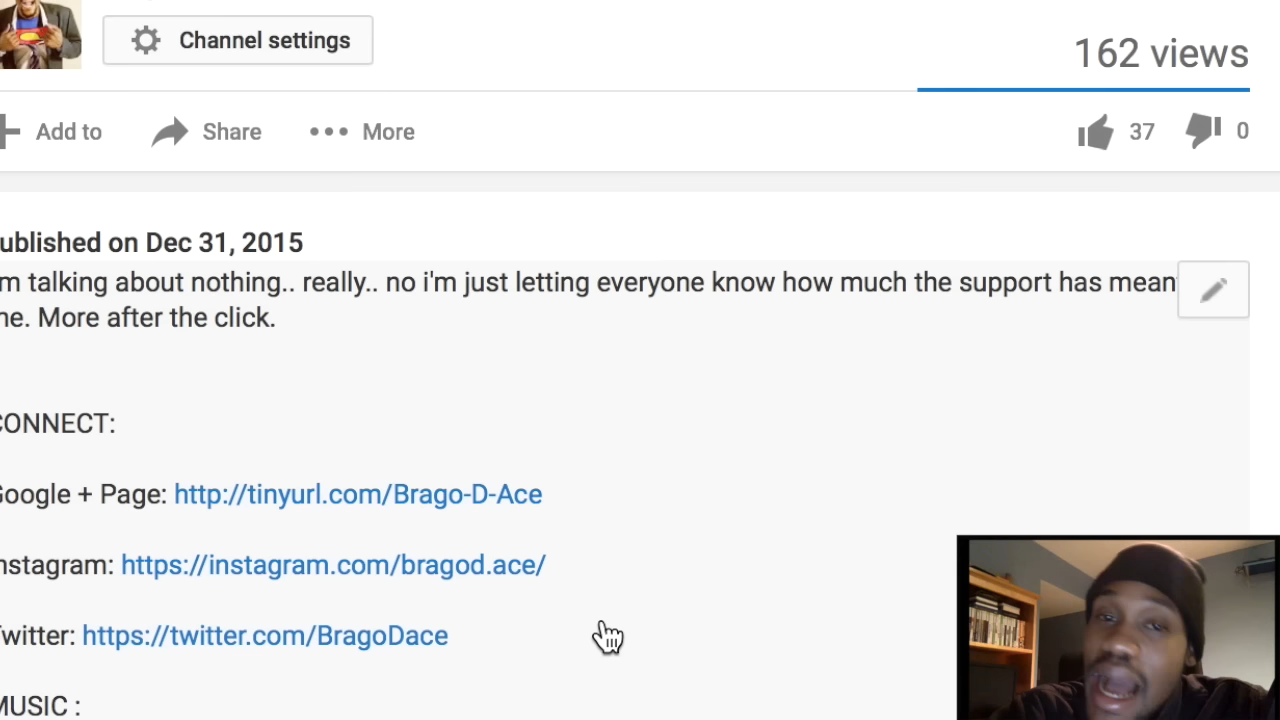 Channel settings
162 views
Add to
Share
More
37
0
ublished on Dec 31, 2015
m talking about nothing.. really.. no i'm just letting everyone know how much the support has mean
ne. More after the click.
CONNECT:
Google + Page: http://tinyurl.com/Brago-D-Ace
nstagram: https://instagram.com/bragod.ace/
Twitter: https://twitter.com/BragoDace
MUSIC :